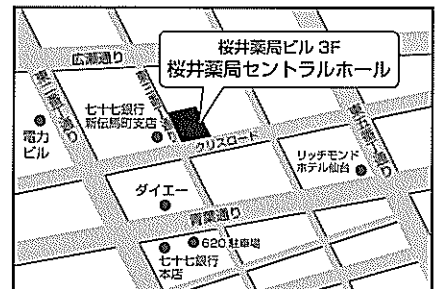 桜井薬局ビル 3F
桜井薬局セントラルホール
広瀬通り
東二番丁通り
東三番丁通り
東五番丁通り
七十七銀行
新伝馬町支店
クリスロード
電力
ビル
リッチモンド
ホテル仙台
ダイエー
青葉通り
620 駐車場
七十七銀行
本店